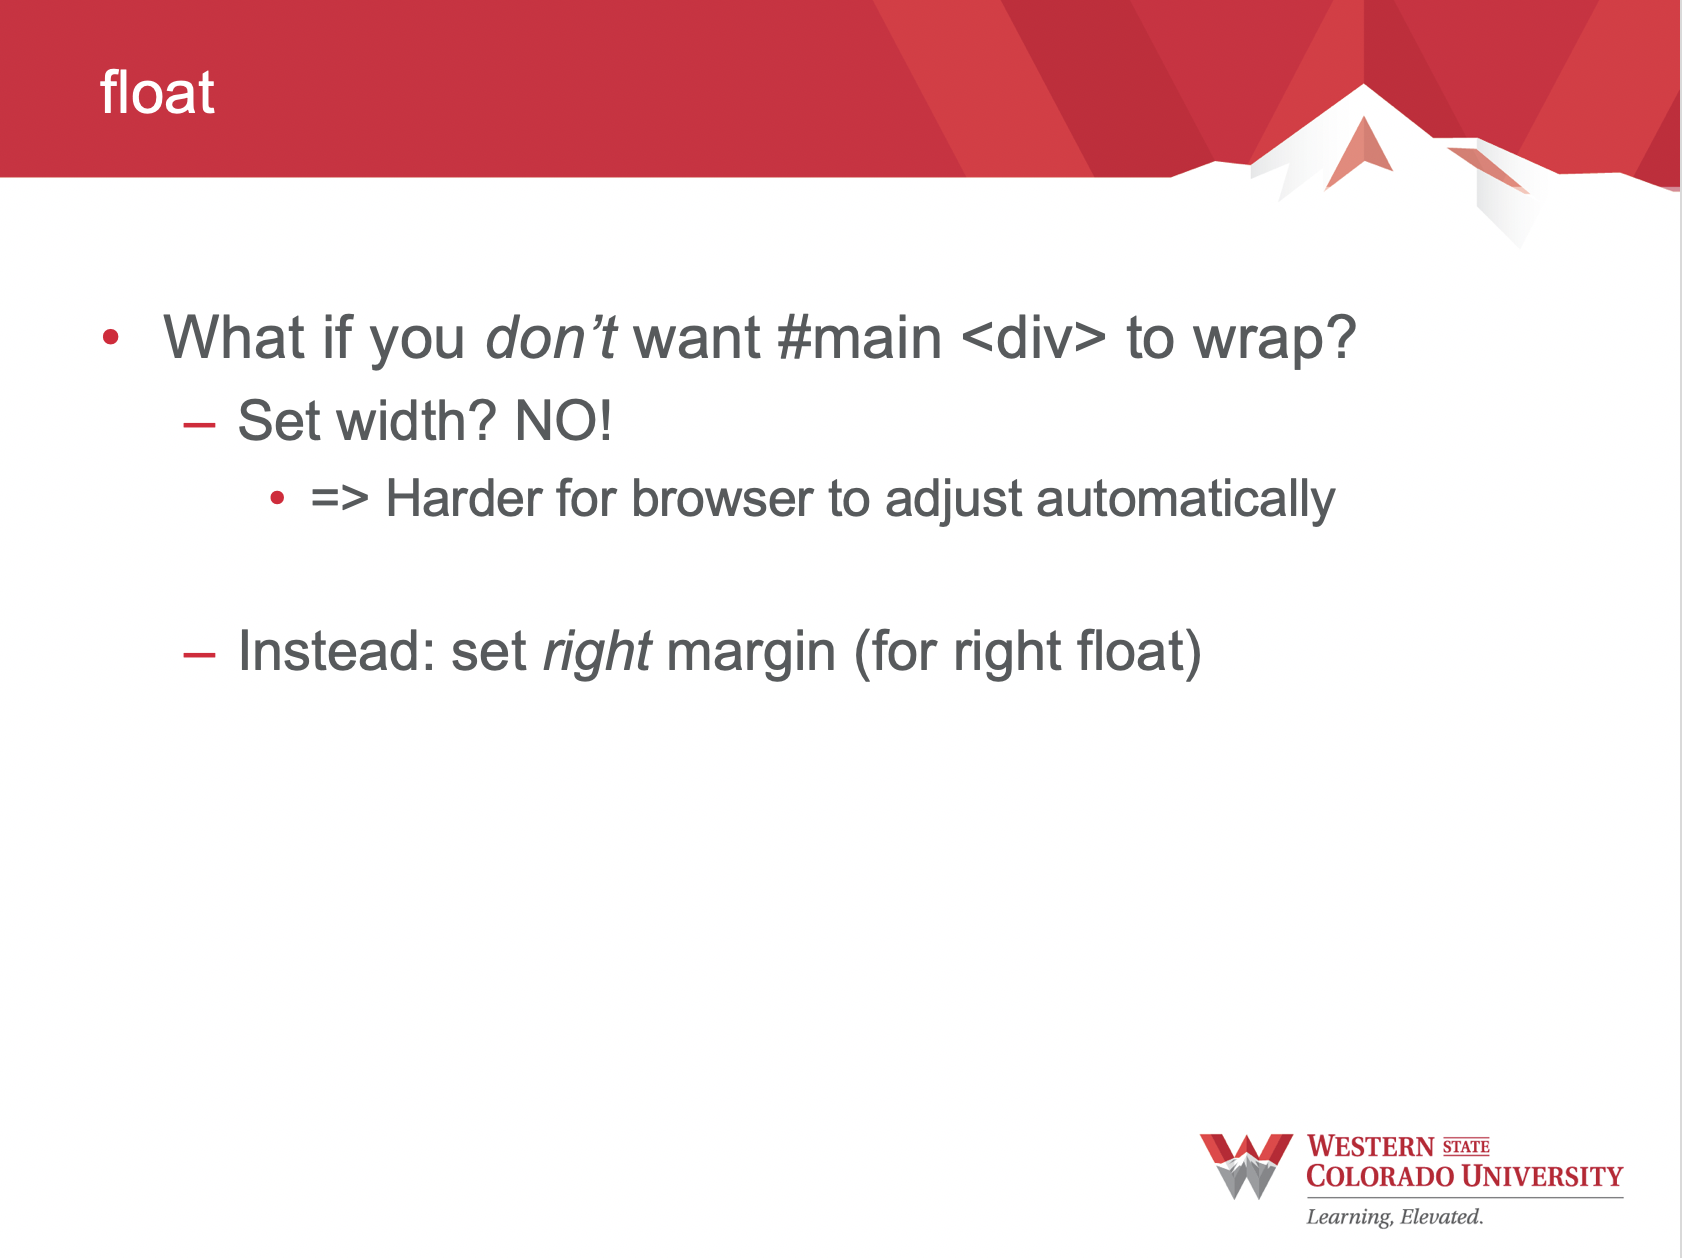 float
• What if you don’t want #main <div> to wrap?
– Set width? NO!
• => Harder for browser to adjust automatically
– Instead: set right margin (for right float)
WESTERN STATE
COLORADO UNIVERSITY
Learning, Elevated.